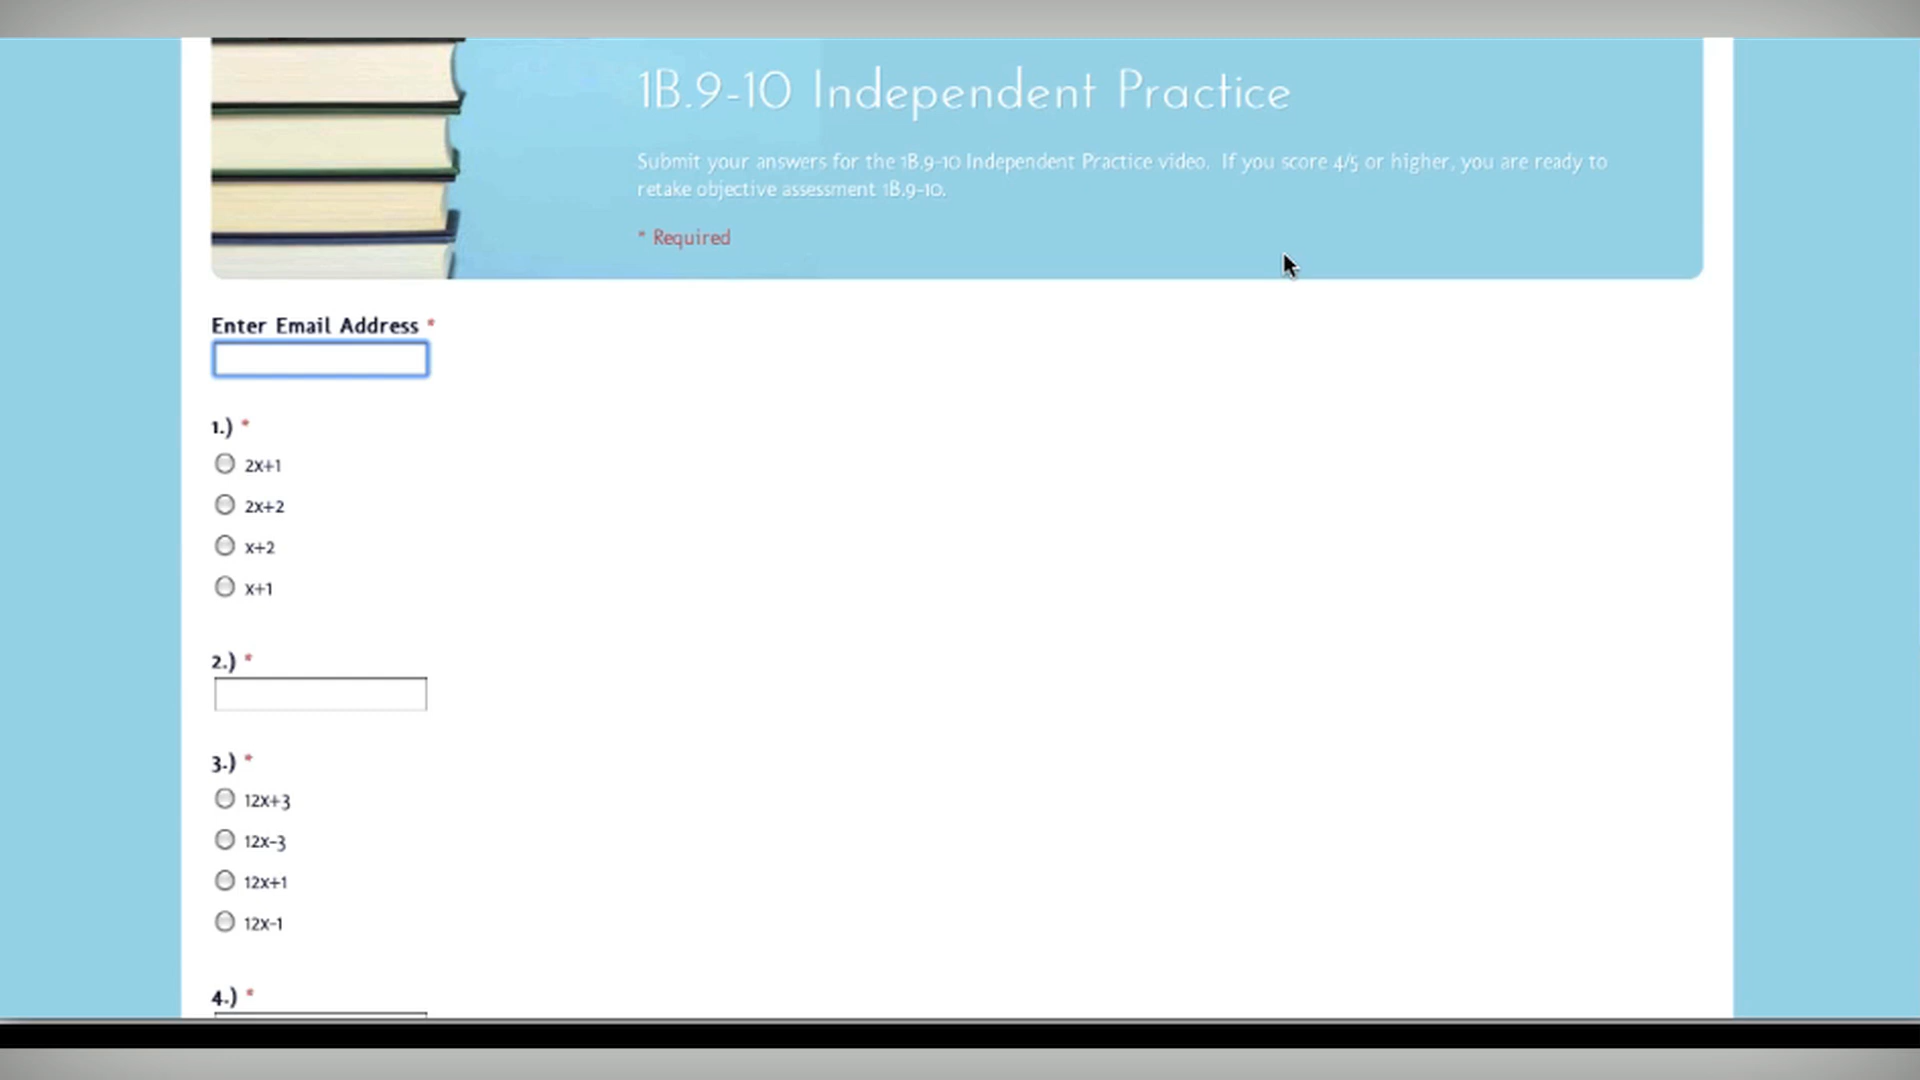 1B.9-10 Independent Practice
Submit your answers for the 1B.9-10 Independent Practice video. If you score 4/5 or higher, you are ready to
retake objective assessment 1B.9-10.
* Required
Enter Email Address *
1.) *
2x+1
2x+2
x+2
x+1
2.) *
3.) *
12x+3
12x-3
12x+1
12x-1
4.) *